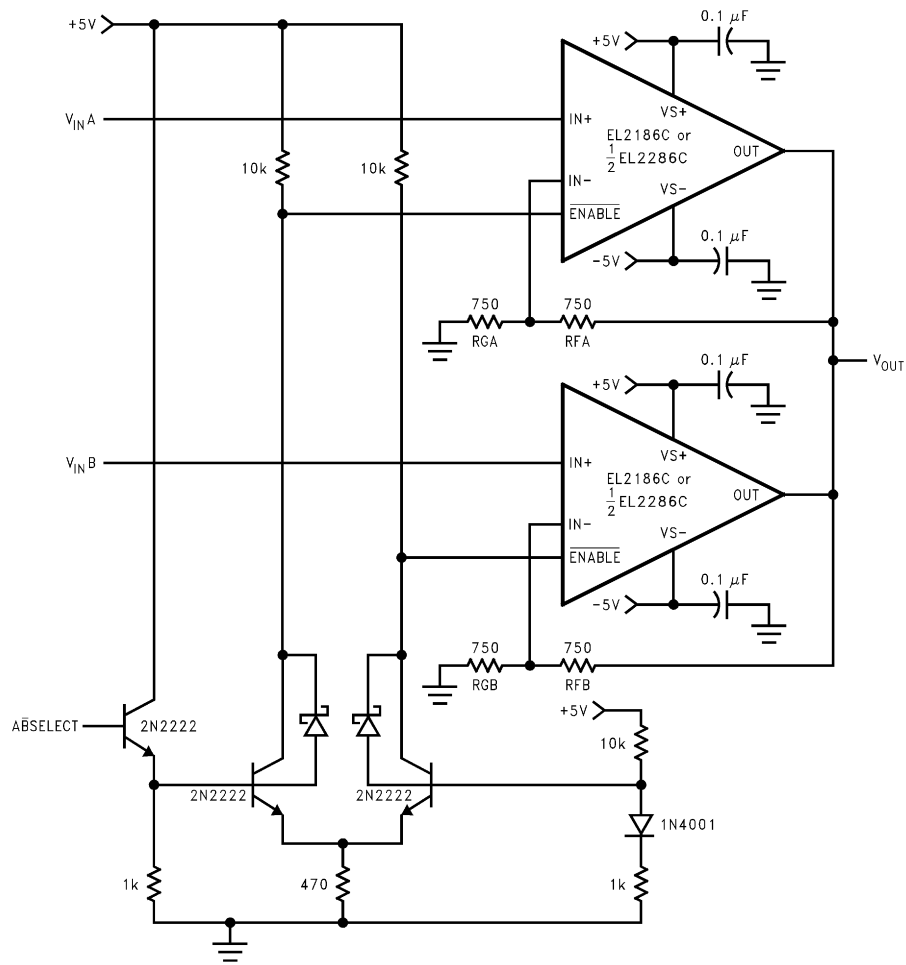 +5V
0.1 μF
+5V
VS+
V_IN A
IN+
EL2186C or
1/2 EL2286C
OUT
10k
10k
IN-
VS-
ENABLE
0.1 μF
-5V
750
750
RGA
RFA
0.1 μF
V_OUT
+5V
VS+
V_IN B
IN+
EL2186C or
1/2 EL2286C
OUT
IN-
VS-
ENABLE
0.1 μF
-5V
750
750
RGB
RFB
+5V
AB̅SELECT
2N2222
10k
2N2222
2N2222
1N4001
1k
470
1k